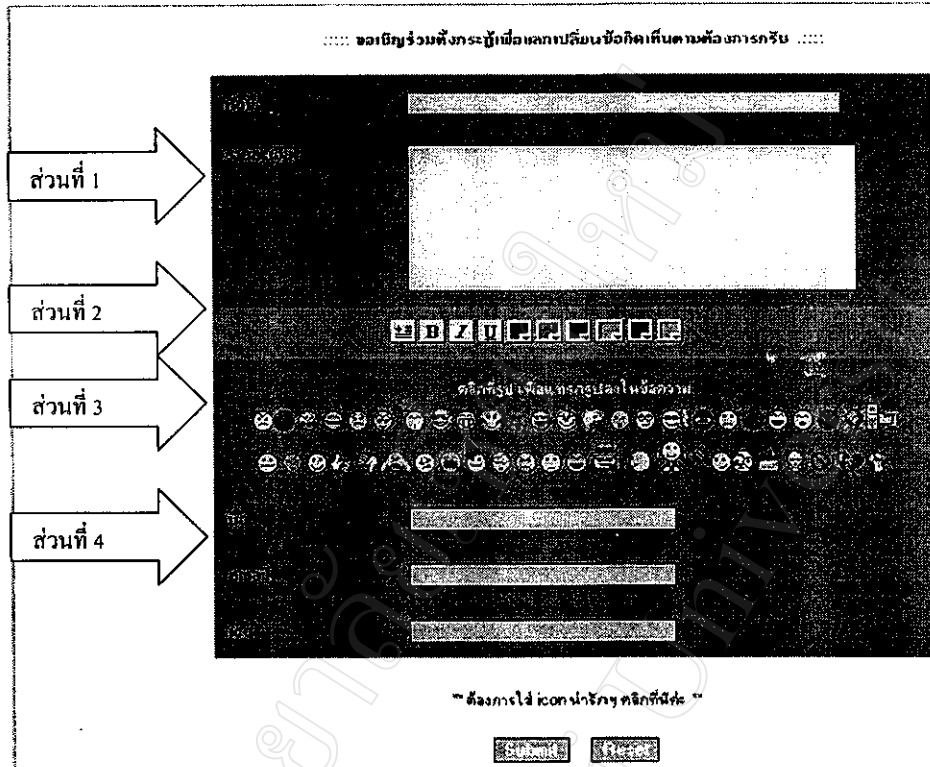 ::::: ขอเชิญร่วมตั้งกระทู้เพื่อแลกเปลี่ยนข้อคิดเห็นตามต้องการครับ :::::
ส่วนที่ 1
ส่วนที่ 2
B I U
ส่วนที่ 3
คลิกที่รูป เพื่อแทรกรูปลงในข้อความ
ส่วนที่ 4
"" ต้องการใส่ icon น่ารักๆ คลิกที่นี่ค่ะ ""
Submit Reset